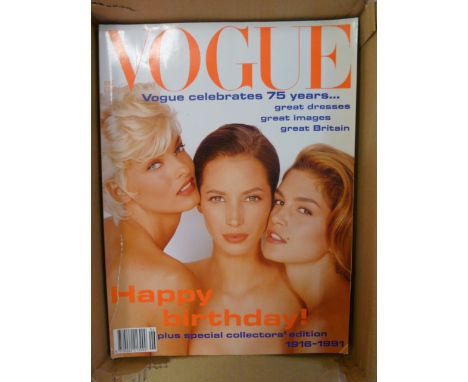 VOGUE
Vogue celebrates 75 years...
great dresses
great images
great Britain
Happy
birthday!
plus special collectors' edition
1916-1991